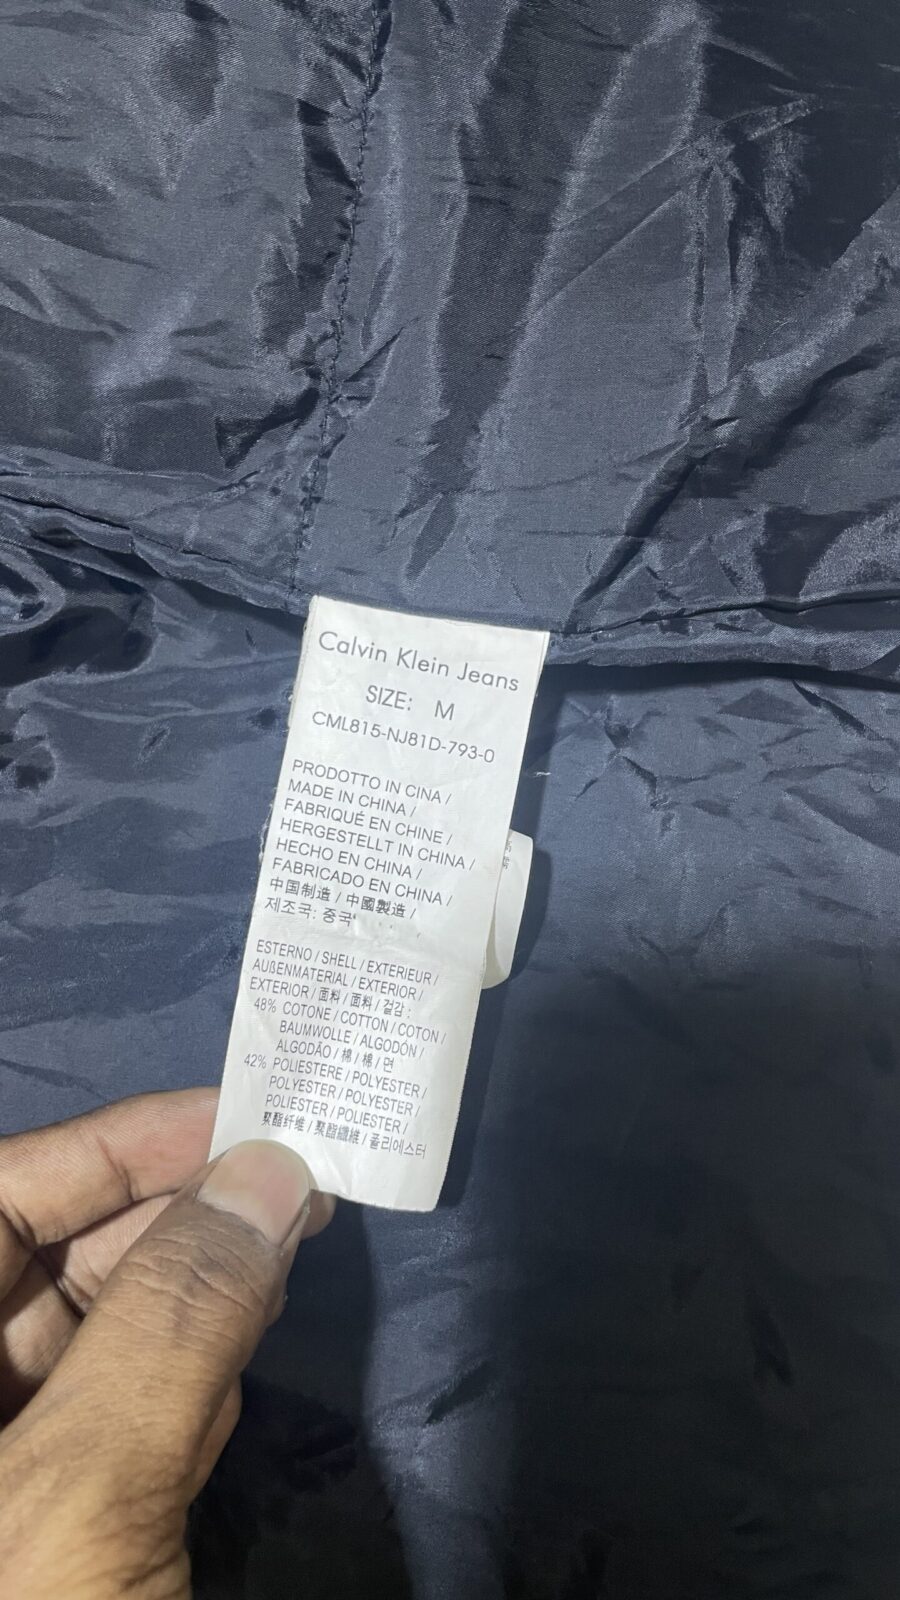 Calvin Klein Jeans
SIZE: M
CML815-NJ81D-793-0
PRODOTTO IN CINA /
MADE IN CHINA /
FABRIQUÉ EN CHINE /
HERGESTELLT IN CHINA /
HECHO EN CHINA /
FABRICADO EN CHINA /
中国制造 / 中國製造 /
제조국: 중국
ESTERNO / SHELL / EXTERIEUR /
AUßENMATERIAL / EXTERIOR /
EXTERIOR / 面料 / 面料 / 겉감 :
48% COTONE / COTTON / COTON /
BAUMWOLLE / ALGODÓN /
ALGODÃO / 棉 / 棉 / 면
42% POLIESTERE / POLYESTER /
POLYESTER / POLYESTER /
POLIESTER / POLIESTER /
聚酯纤维 / 聚酯纖維 / 폴리에스터